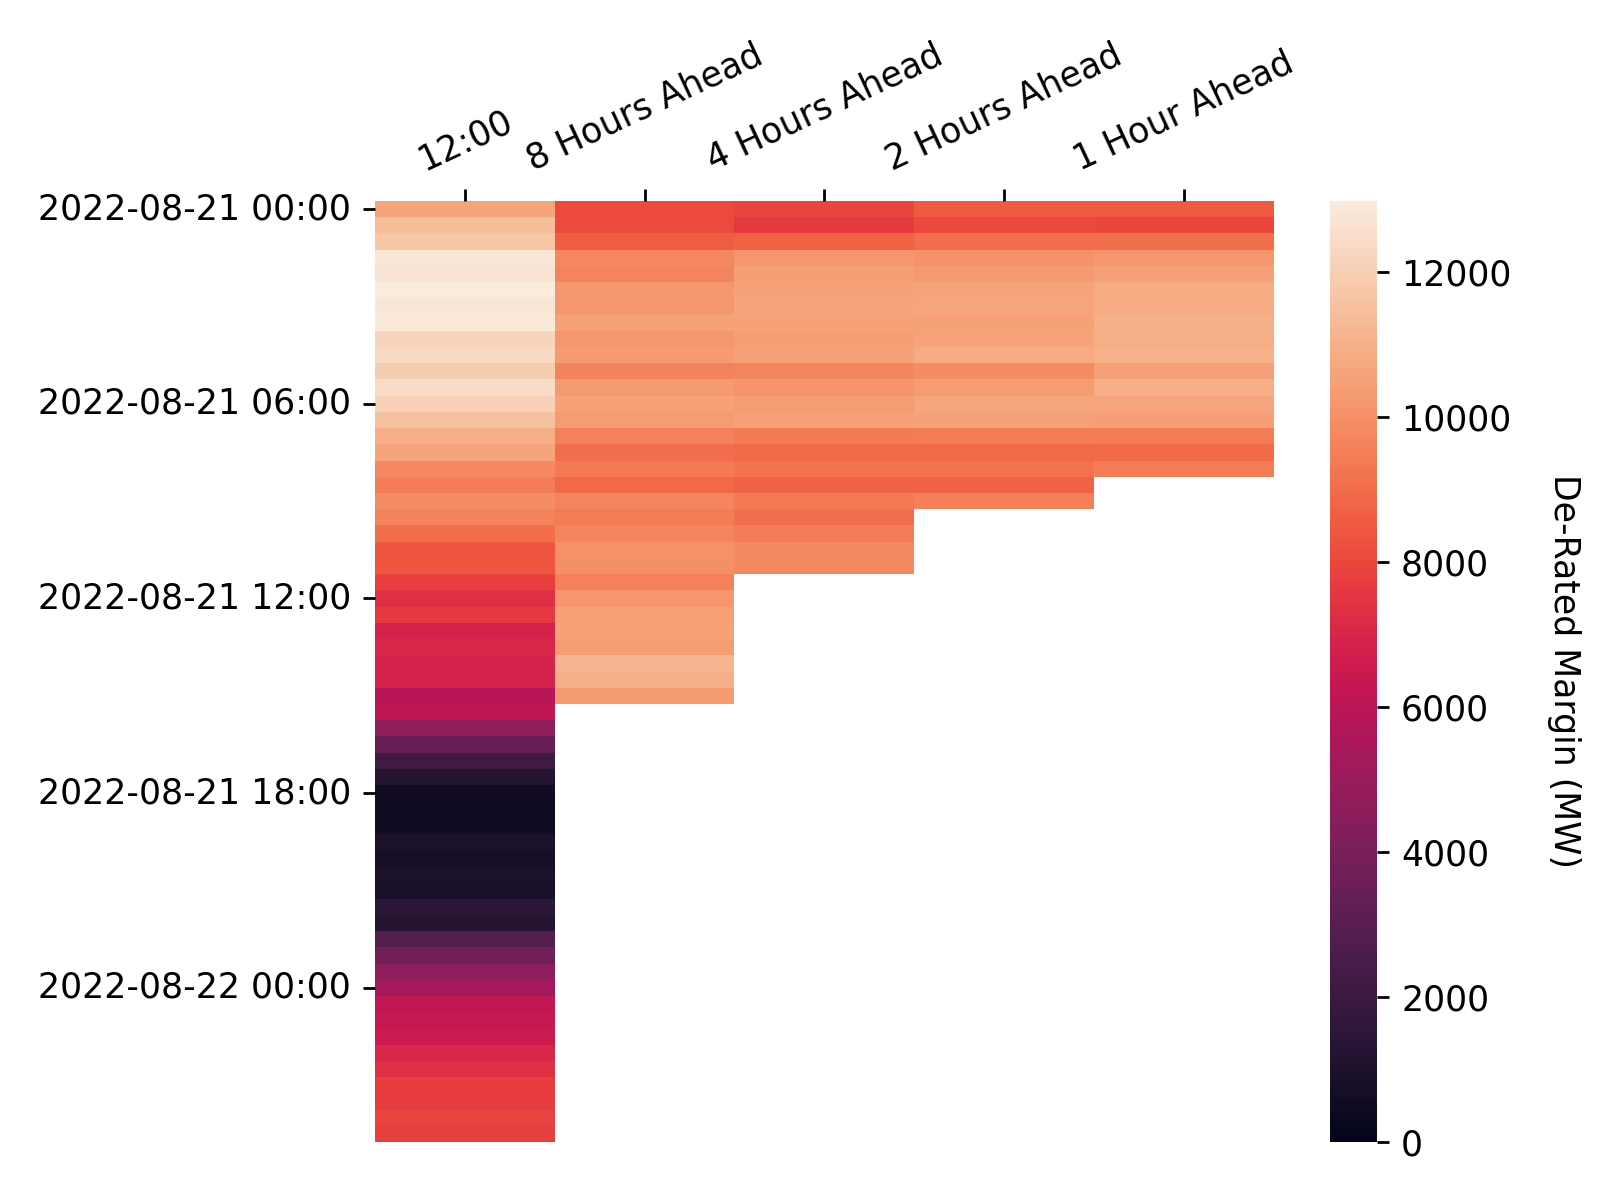 12:00
8 Hours Ahead
4 Hours Ahead
2 Hours Ahead
1 Hour Ahead
2022-08-21 00:00
2022-08-21 06:00
2022-08-21 12:00
2022-08-21 18:00
2022-08-22 00:00
12000
10000
8000
6000
4000
2000
0
De-Rated Margin (MW)